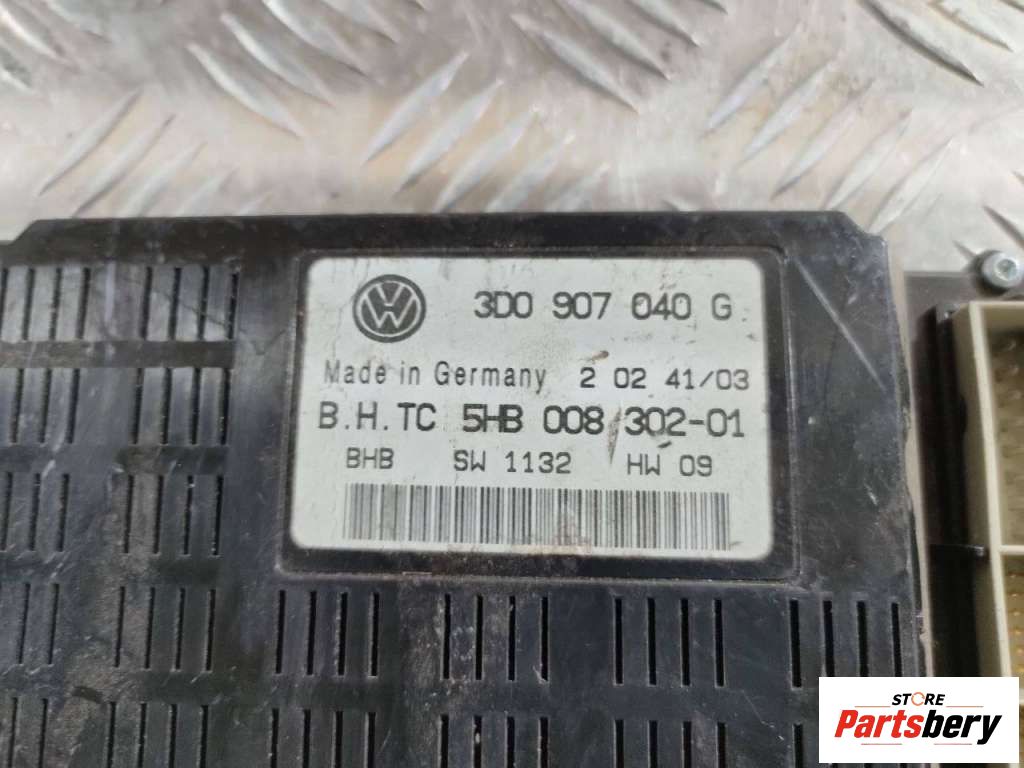 3D0 907 040 G
Made in Germany 2 02 41/03
B.H.TC 5HB 008 302-01
BHB SW 1132 HW 09
STORE
Partsbery